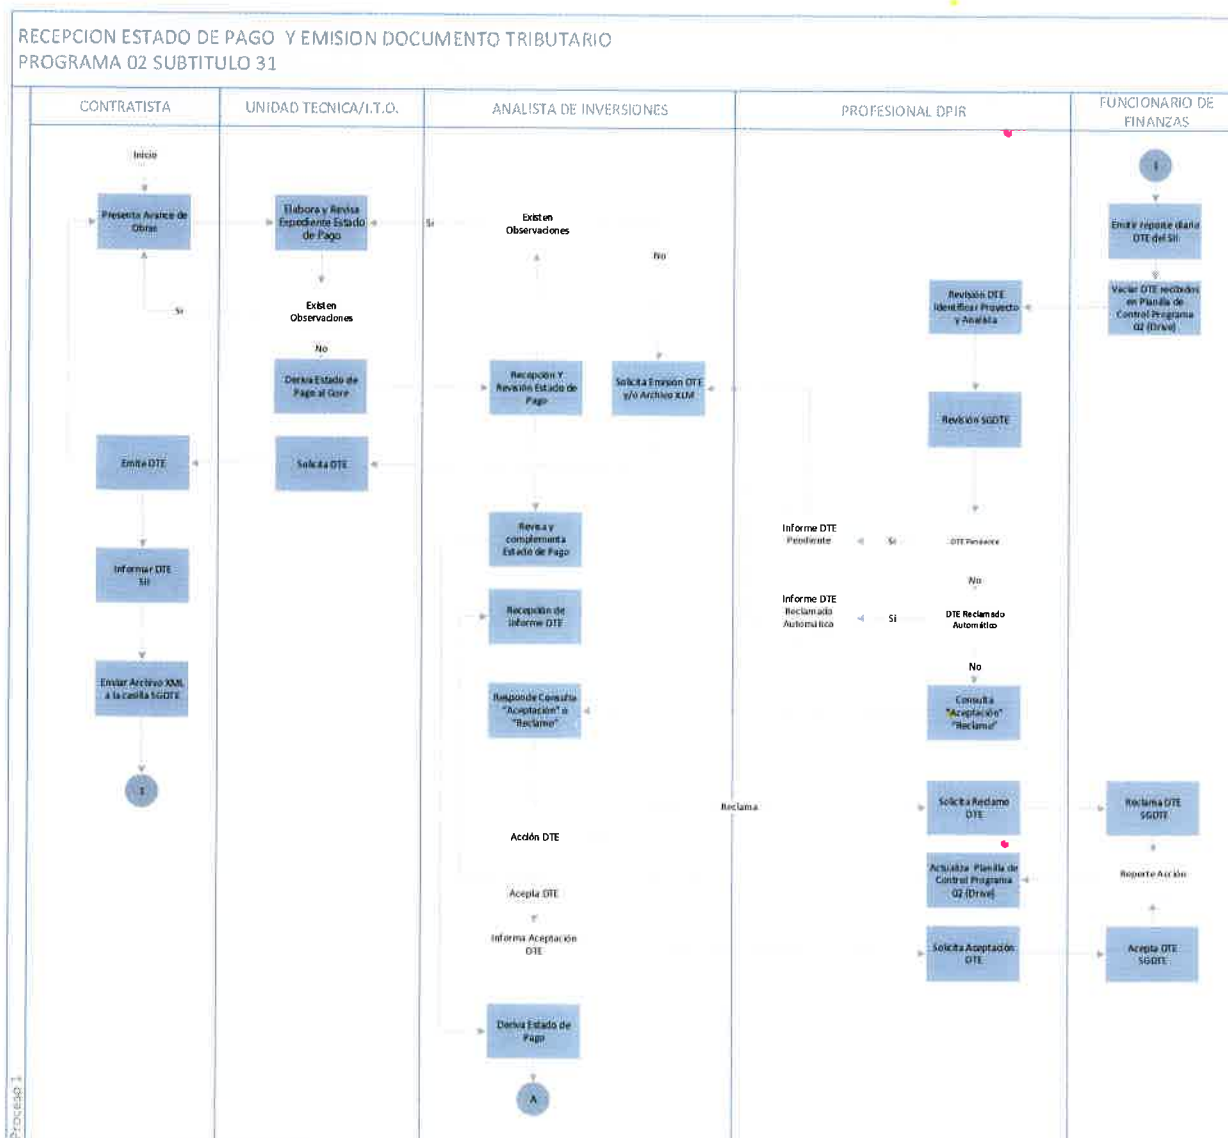 RECEPCION ESTADO DE PAGO Y EMISION DOCUMENTO TRIBUTARIO
PROGRAMA 02 SUBTITULO 31
CONTRATISTA
UNIDAD TECNICA/I.T.O.
ANALISTA DE INVERSIONES
PROFESIONAL DPIR
FUNCIONARIO DE
FINANZAS
Inicio
Presenta Avance de
Obras
Elabora y Revisa
Expediente Estado
de Pago
Si
Existen
Observaciones
No
1
Emite reporte diario
DTE del SII
Existen
Observaciones
Si
No
Revisión DTE
Identificar Proyecto
y Analista
Vaciar DTE recibidos
en Planilla de
Control Programa
02 (Drive)
Deriva Estado de
Pago al Gore
Recepción Y
Revisión Estado de
Pago
Solicita Emisión DTE
y/o Archivo XLM
Revisión SGDTE
Emite DTE
Solicita DTE
Revisa y
complementa
Estado de Pago
Informe DTE
Pendiente
Si
DTE Pendiente
No
Informar DTE
SII
Recepción de
Informe DTE
Informe DTE
Reclamado
Automático
Si
DTE Reclamado
Automático
No
Enviar Archivo XML
a la casilla SGDTE
Responde Consulta
"Aceptación" o
"Reclamo"
Consulta
"Aceptación"
"Reclamo"
1
Reclama
Solicita Reclamo
DTE
Reclama DTE
SGDTE
Acción DTE
Actualiza Planilla de
Control Programa
02 (Drive)
Reporte Acción
Acepta DTE
Informa Aceptación
DTE
Solicita Aceptación
DTE
Acepta DTE
SGDTE
Deriva Estado de
Pago
A
Proceso 1